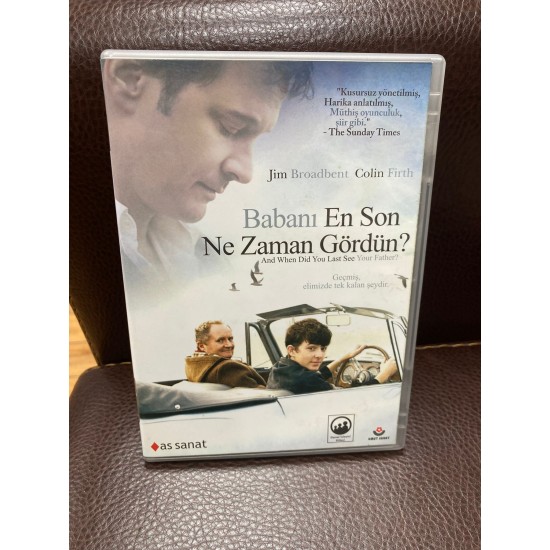 "Kusursuz yönetilmiş,
Harika anlatılmış,
Müthiş oyunculuk,
şiir gibi."
- The Sunday Times
Jim Broadbent Colin Firth
Babanı En Son
Ne Zaman Gördün?
And When Did You Last See Your Father?
Geçmiş,
elimizde tek kalan şeydir.
as sanat